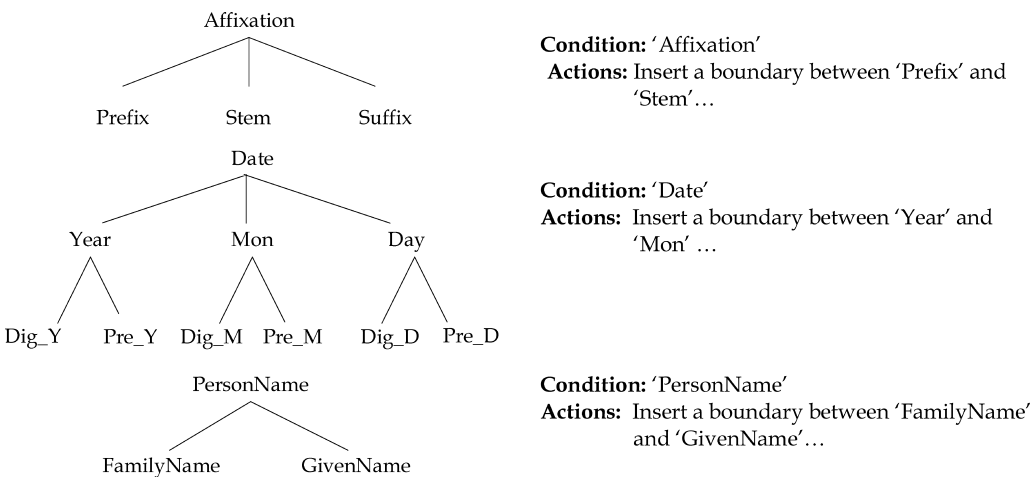 Affixation
Prefix Stem Suffix
Condition: ‘Affixation’
Actions: Insert a boundary between ‘Prefix’ and
‘Stem’…
Date
Year Mon Day
Dig_Y Pre_Y Dig_M Pre_M Dig_D Pre_D
Condition: ‘Date’
Actions: Insert a boundary between ‘Year’ and
‘Mon’ …
PersonName
FamilyName GivenName
Condition: ‘PersonName’
Actions: Insert a boundary between ‘FamilyName’
and ‘GivenName’…